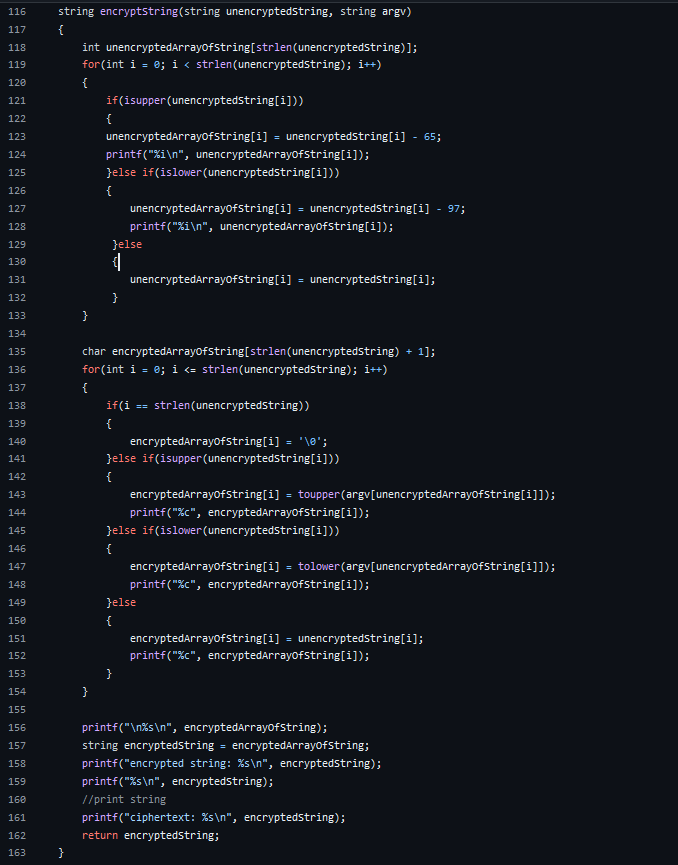 116 string encryptString(string unencryptedString, string argv)
117 {
118     int unencryptedArrayOfString[strlen(unencryptedString)];
119     for(int i = 0; i < strlen(unencryptedString); i++)
120     {
121         if(isupper(unencryptedString[i]))
122         {
123         unencryptedArrayOfString[i] = unencryptedString[i] - 65;
124         printf("%i\n", unencryptedArrayOfString[i]);
125         }else if(islower(unencryptedString[i]))
126         {
127             unencryptedArrayOfString[i] = unencryptedString[i] - 97;
128             printf("%i\n", unencryptedArrayOfString[i]);
129          }else
130          {
131             unencryptedArrayOfString[i] = unencryptedString[i];
132          }
133     }
134
135     char encryptedArrayOfString[strlen(unencryptedString) + 1];
136     for(int i = 0; i <= strlen(unencryptedString); i++)
137     {
138         if(i == strlen(unencryptedString))
139         {
140             encryptedArrayOfString[i] = '\0';
141         }else if(isupper(unencryptedString[i]))
142         {
143             encryptedArrayOfString[i] = toupper(argv[unencryptedArrayOfString[i]]);
144             printf("%c", encryptedArrayOfString[i]);
145         }else if(islower(unencryptedString[i]))
146         {
147             encryptedArrayOfString[i] = tolower(argv[unencryptedArrayOfString[i]]);
148             printf("%c", encryptedArrayOfString[i]);
149         }else
150         {
151             encryptedArrayOfString[i] = unencryptedString[i];
152             printf("%c", encryptedArrayOfString[i]);
153         }
154     }
155
156     printf("\n%s\n", encryptedArrayOfString);
157     string encryptedString = encryptedArrayOfString;
158     printf("encrypted string: %s\n", encryptedString);
159     printf("%s\n", encryptedString);
160     //print string
161     printf("ciphertext: %s\n", encryptedString);
162     return encryptedString;
163 }